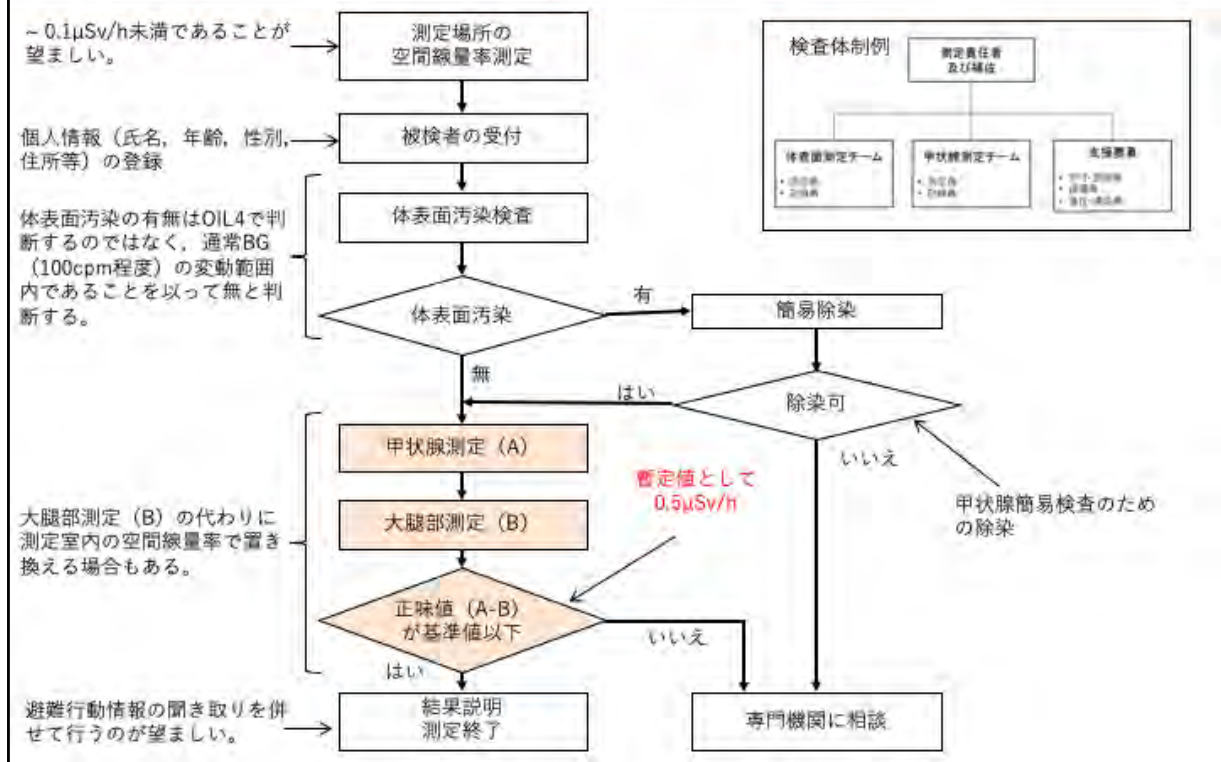 ~ 0.1μSv/h未満であることが
望ましい。
測定場所の
空間線量率測定
検査体制例
測定責任者
及び補佐
体表面測定チーム
• 測定員
• 記録員
甲状腺測定チーム
• 測定員
• 記録員
支援要員
個人情報（氏名，年齢，性別，
住所等）の登録
被検者の受付
体表面汚染の有無はOIL4で判
断するのではなく，通常BG
（100cpm程度）の変動範囲
内であることを以って無と判
断する。
体表面汚染検査
体表面汚染
有
簡易除染
無
はい
除染可
いいえ
甲状腺簡易検査のため
の除染
甲状腺測定（A）
暫定値として
0.5μSv/h
大腿部測定（B）の代わりに
測定室内の空間線量率で置き
換える場合もある。
大腿部測定（B）
正味値（A-B）
が基準値以下
いいえ
はい
避難行動情報の聞き取りを併
せて行うのが望ましい。
結果説明
測定終了
専門機関に相談